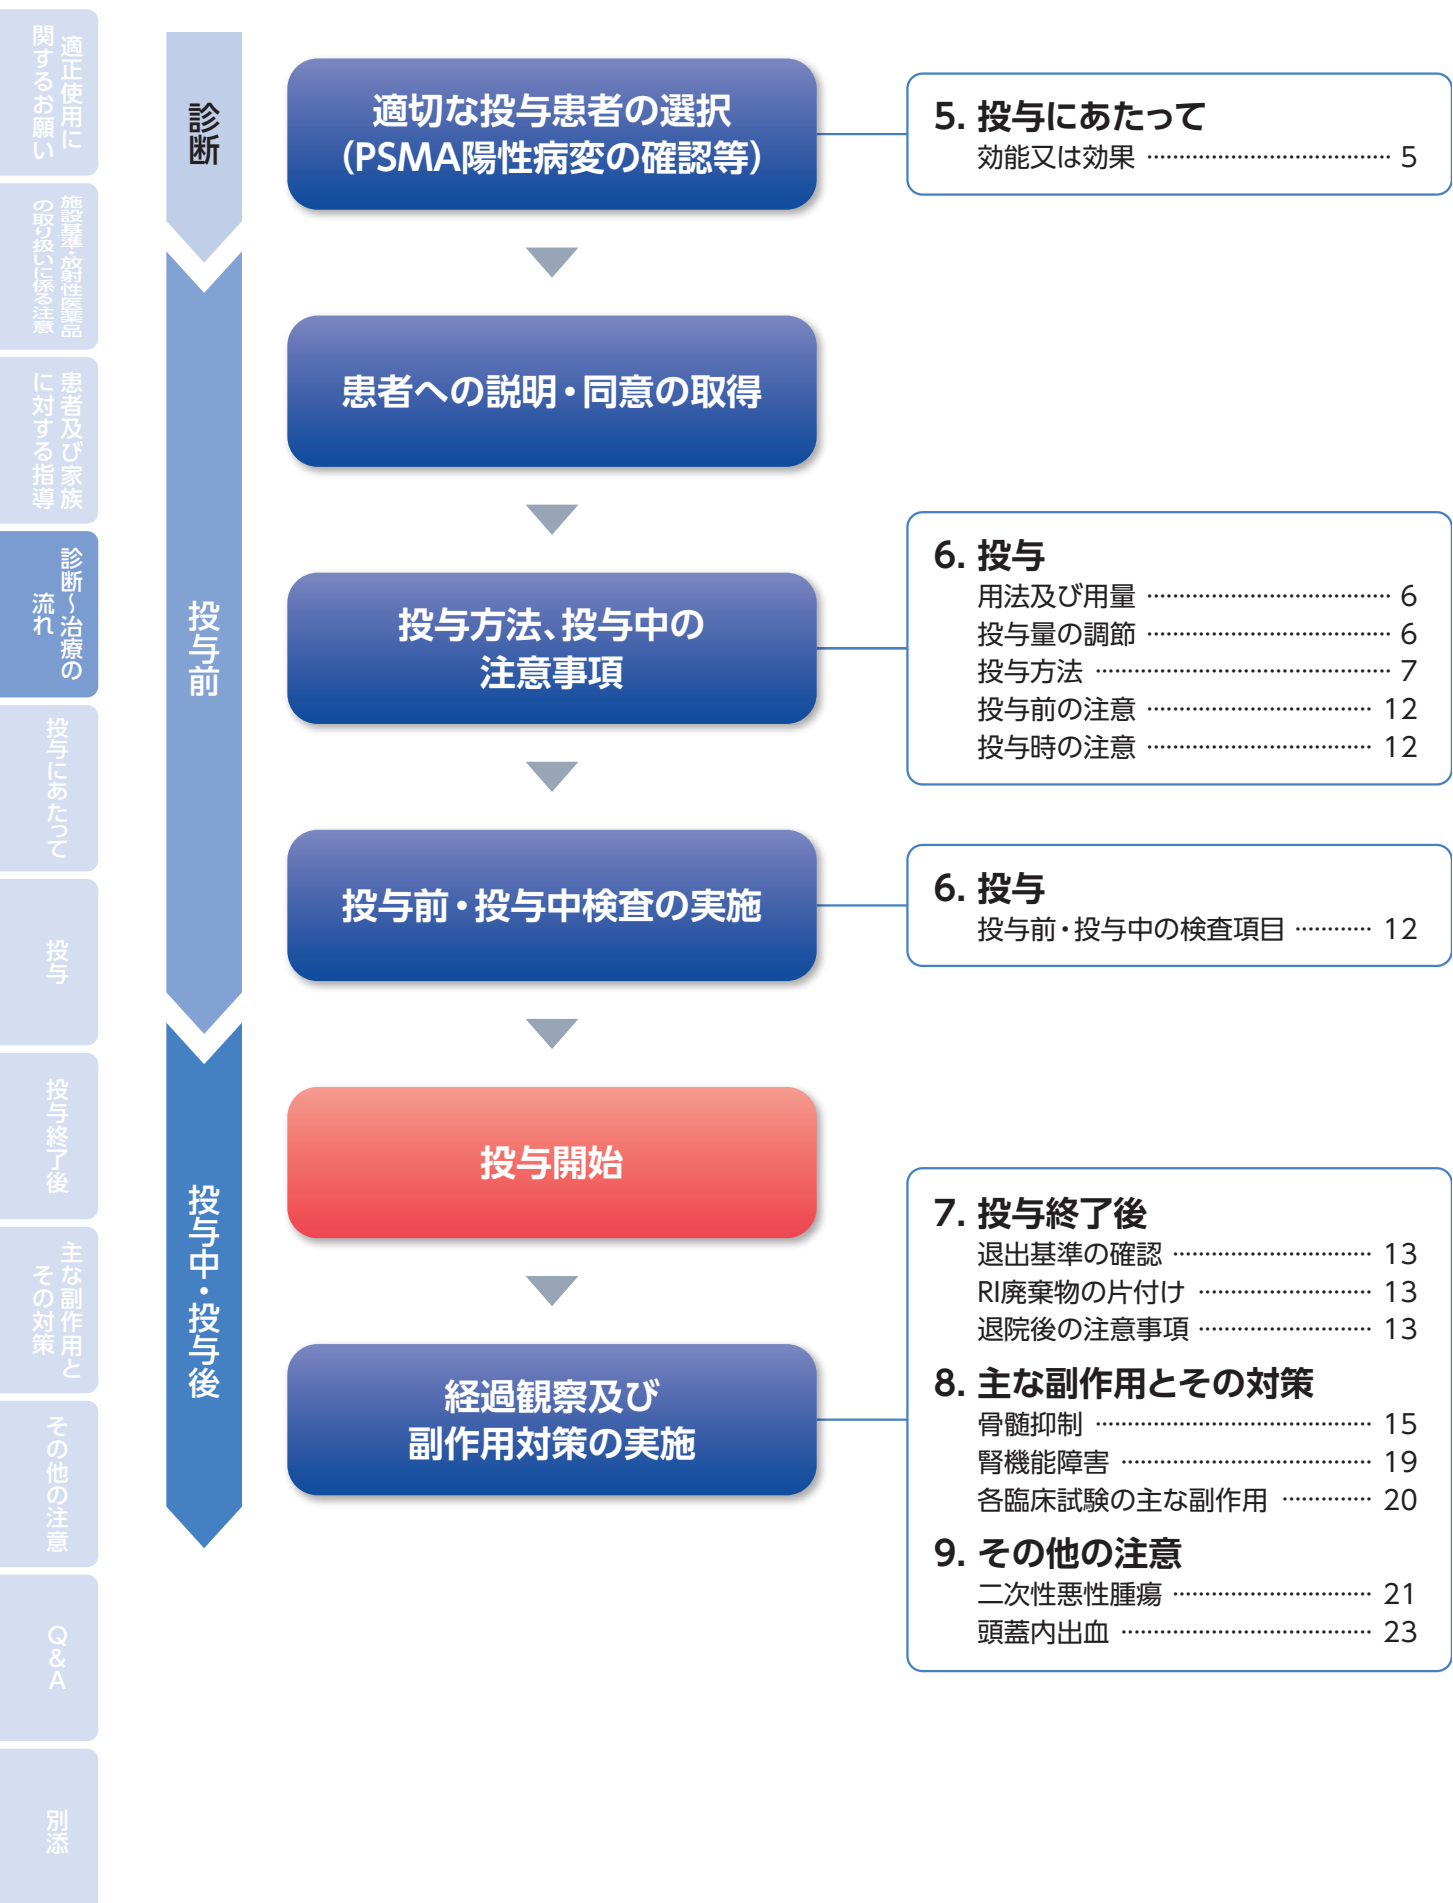 適正使用に
関するお願い
施設基準・放射性医薬品
の取り扱いに係る注意
患者及び家族
に対する指導
診断～治療の
流れ
投与にあたって
投与
投与終了後
主な副作用と
その対策
その他の注意
Q&A
別添
診断
適切な投与患者の選択
(PSMA陽性病変の確認等)
5. 投与にあたって
効能又は効果 ………………………………… 5
投与前
患者への説明・同意の取得
投与方法、投与中の
注意事項
6. 投与
用法及び用量 ………………………………… 6
投与量の調節 ………………………………… 6
投与方法 ………………………………………… 7
投与前の注意 ……………………………… 12
投与時の注意 ……………………………… 12
投与前・投与中検査の実施
6. 投与
投与前・投与中の検査項目 ………… 12
投与中・投与後
投与開始
経過観察及び
副作用対策の実施
7. 投与終了後
退出基準の確認 ………………………… 13
RI廃棄物の片付け ……………………… 13
退院後の注意事項 ……………………… 13
8. 主な副作用とその対策
骨髄抑制 …………………………………… 15
腎機能障害 ………………………………… 19
各臨床試験の主な副作用 …………… 20
9. その他の注意
二次性悪性腫瘍 ………………………… 21
頭蓋内出血 ………………………………… 23